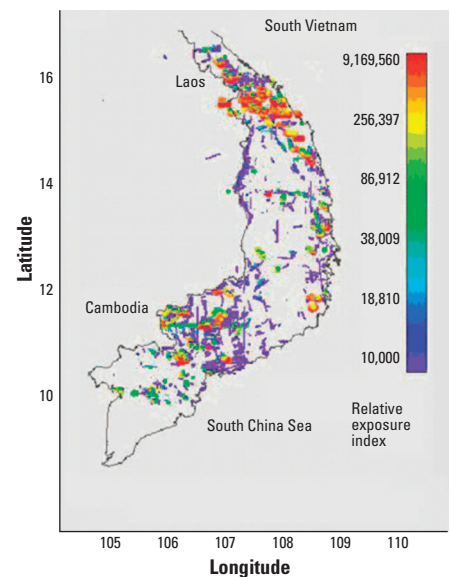 South Vietnam
Laos
Cambodia
South China Sea
Latitude
16
14
12
10
105 106 107 108 109 110
Longitude
9,169,560
256,397
86,912
38,009
18,810
10,000
Relative
exposure
index